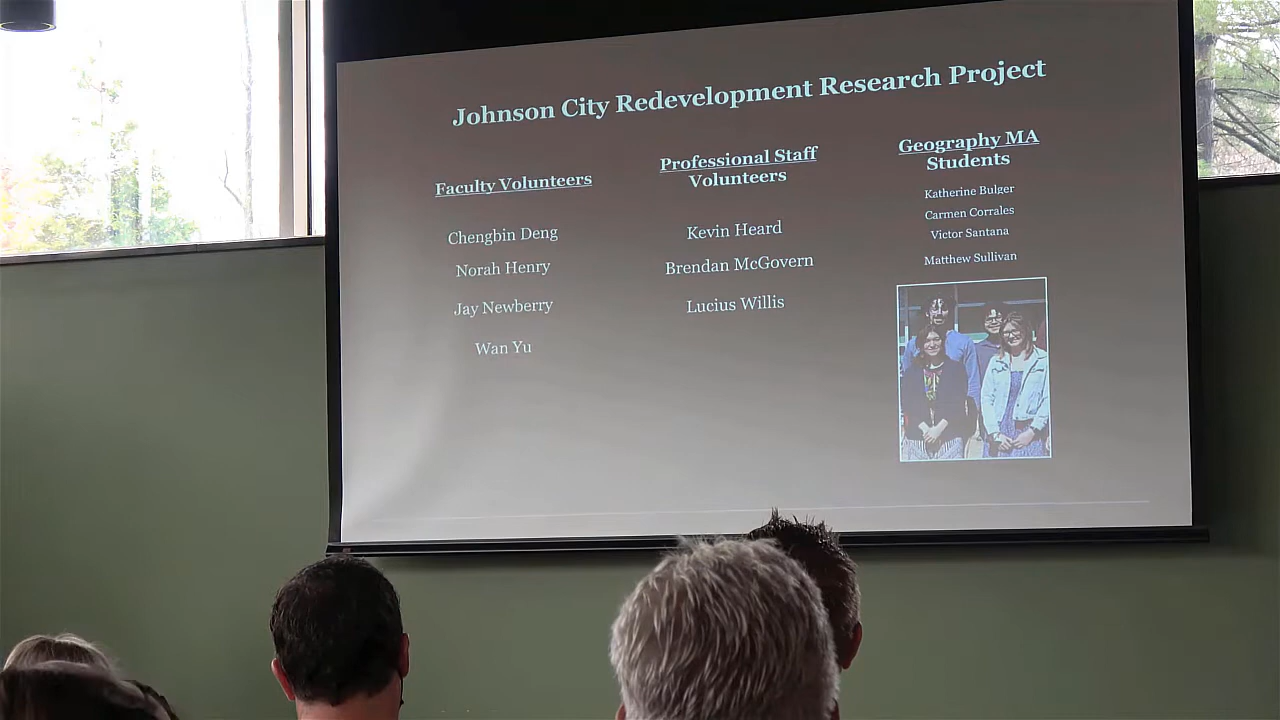 Johnson City Redevelopment Research Project
Faculty Volunteers
Chengbin Deng
Norah Henry
Jay Newberry
Wan Yu
Professional Staff
Volunteers
Kevin Heard
Brendan McGovern
Lucius Willis
Geography MA
Students
Katherine Bulger
Carmen Corrales
Victor Santana
Matthew Sullivan